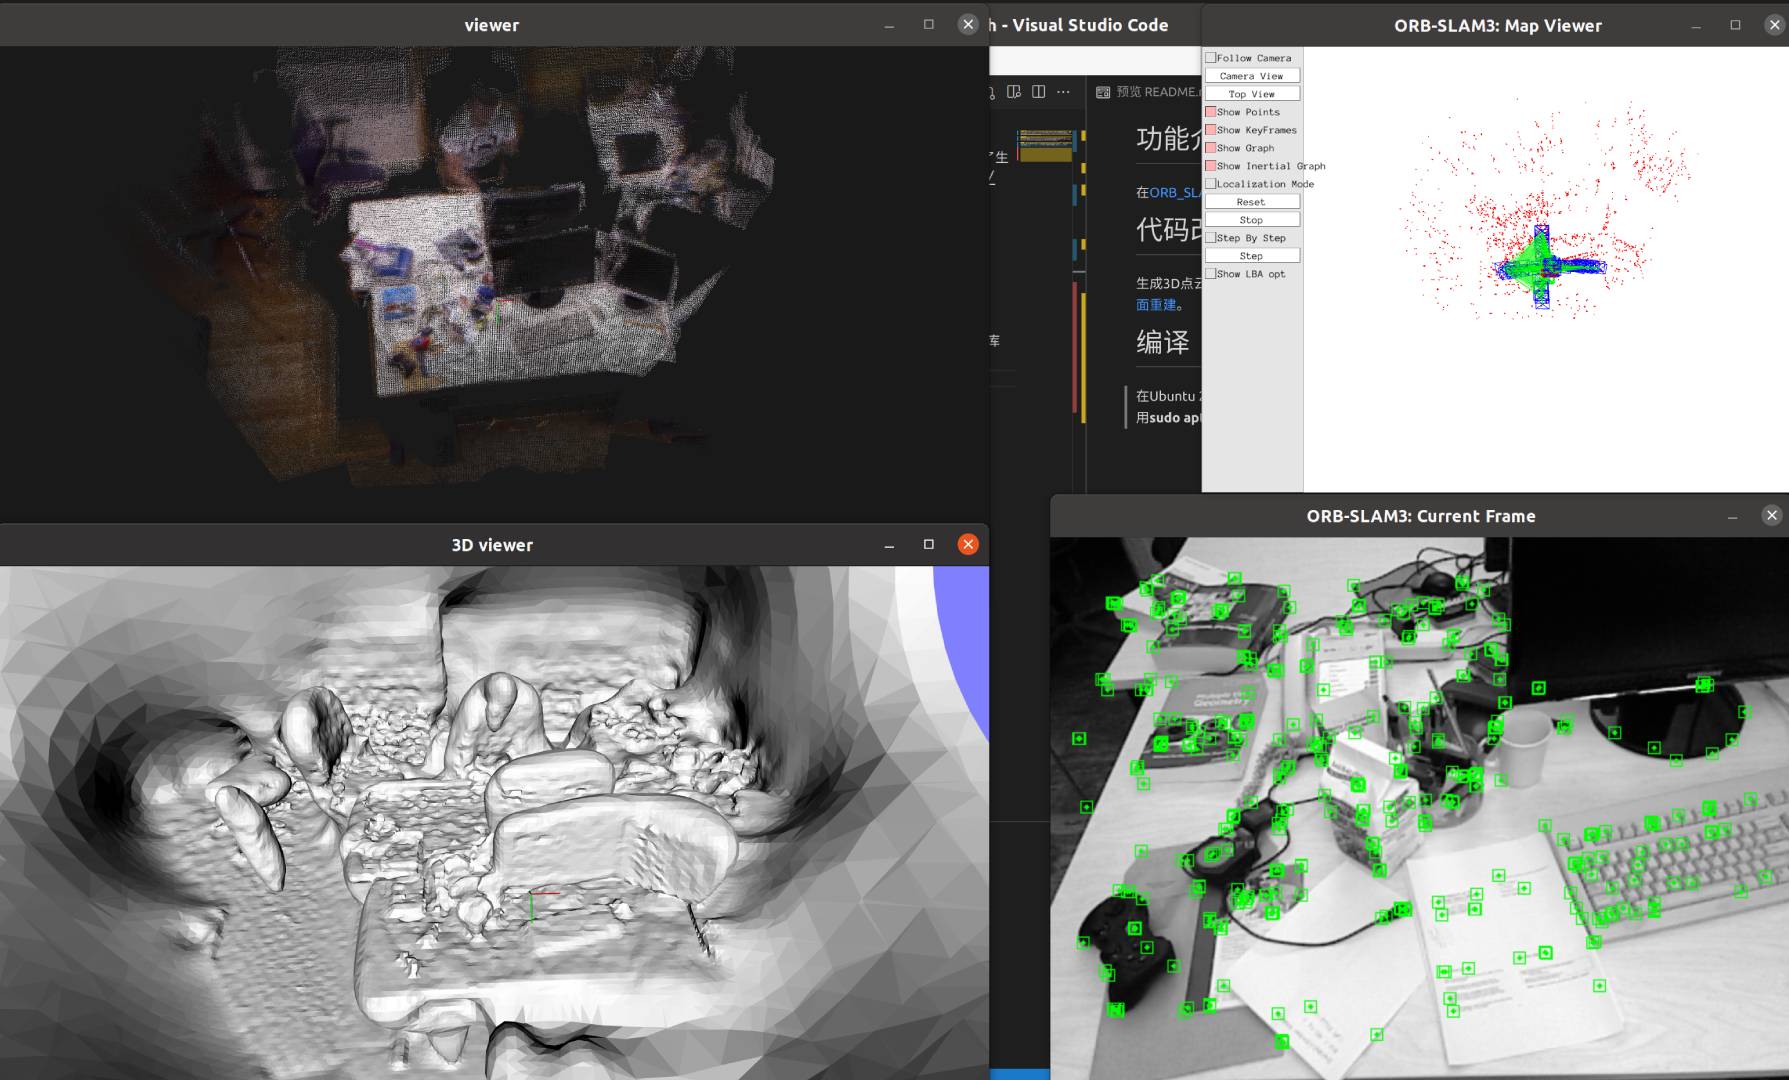 viewer
h - Visual Studio Code
ORB-SLAM3: Map Viewer
Follow Camera
Camera View
Top View
Show Points
Show KeyFrames
Show Graph
Show Inertial Graph
Localization Mode
Reset
Stop
Step By Step
Step
Show LBA opt
预览 README.
功能
生
在ORB_SL
代码
生成3D点云
面重建。
库
编译
在Ubuntu 2
用sudo ap
3D viewer
ORB-SLAM3: Current Frame
Multiple View
Geometry